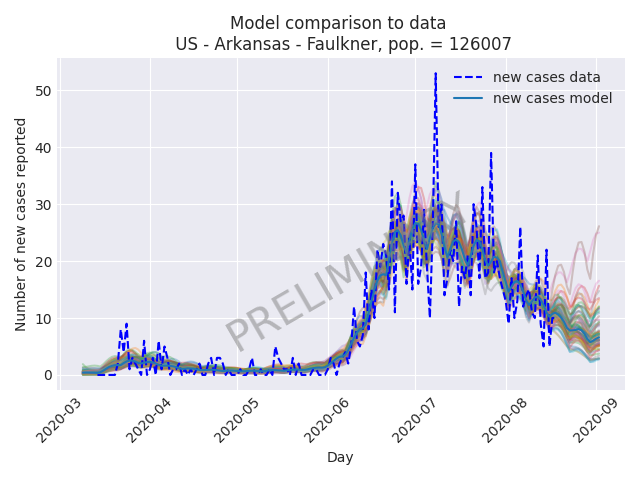 Model comparison to data
US - Arkansas - Faulkner, pop. = 126007
new cases data
new cases model
PRELIMINARY
Number of new cases reported
50
40
30
20
10
0
2020-03
2020-04
2020-05
2020-06
2020-07
2020-08
2020-09
Day